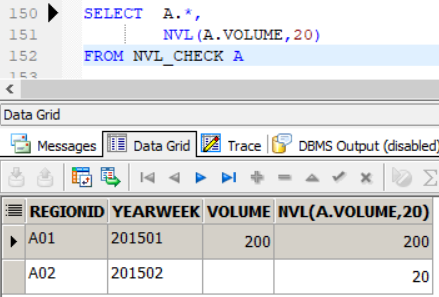 150 SELECT A.*,
151 NVL(A.VOLUME,20)
152 FROM NVL_CHECK A
153
Data Grid
Messages Data Grid Trace DBMS Output (disabled)
REGIONID YEARWEEK VOLUME NVL(A.VOLUME,20)
A01 201501 200 200
A02 201502 20